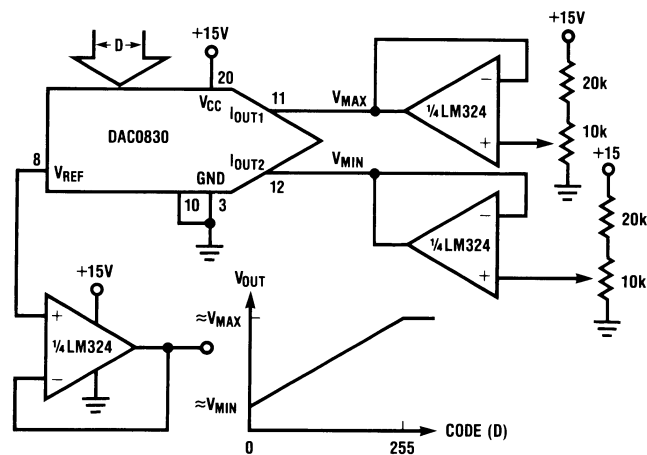 D
+15V
20
VCC
IOUT1
11
DAC0830
VMAX
−
¼ LM324
+
+15V
20k
10k
8
VREF
IOUT2
12
VMIN
GND
10
3
−
¼ LM324
+
+15
20k
10k
+15V
+
¼ LM324
−
VOUT
≈VMAX
≈VMIN
0
255
CODE (D)